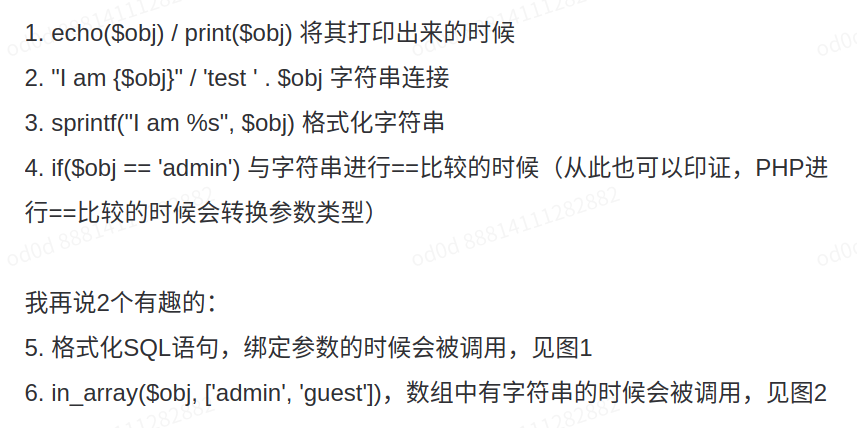 1. echo($obj) / print($obj) 将其打印出来的时候
2. "I am {$obj}" / 'test ' . $obj 字符串连接
3. sprintf("I am %s", $obj) 格式化字符串
4. if($obj == 'admin') 与字符串进行==比较的时候（从此也可以印证，PHP进
行==比较的时候会转换参数类型）
od0d 88814111282882
od0d 88814111282882
我再说2个有趣的：
5. 格式化SQL语句，绑定参数的时候会被调用，见图1
6. in_array($obj, ['admin', 'guest'])，数组中有字符串的时候会被调用，见图2